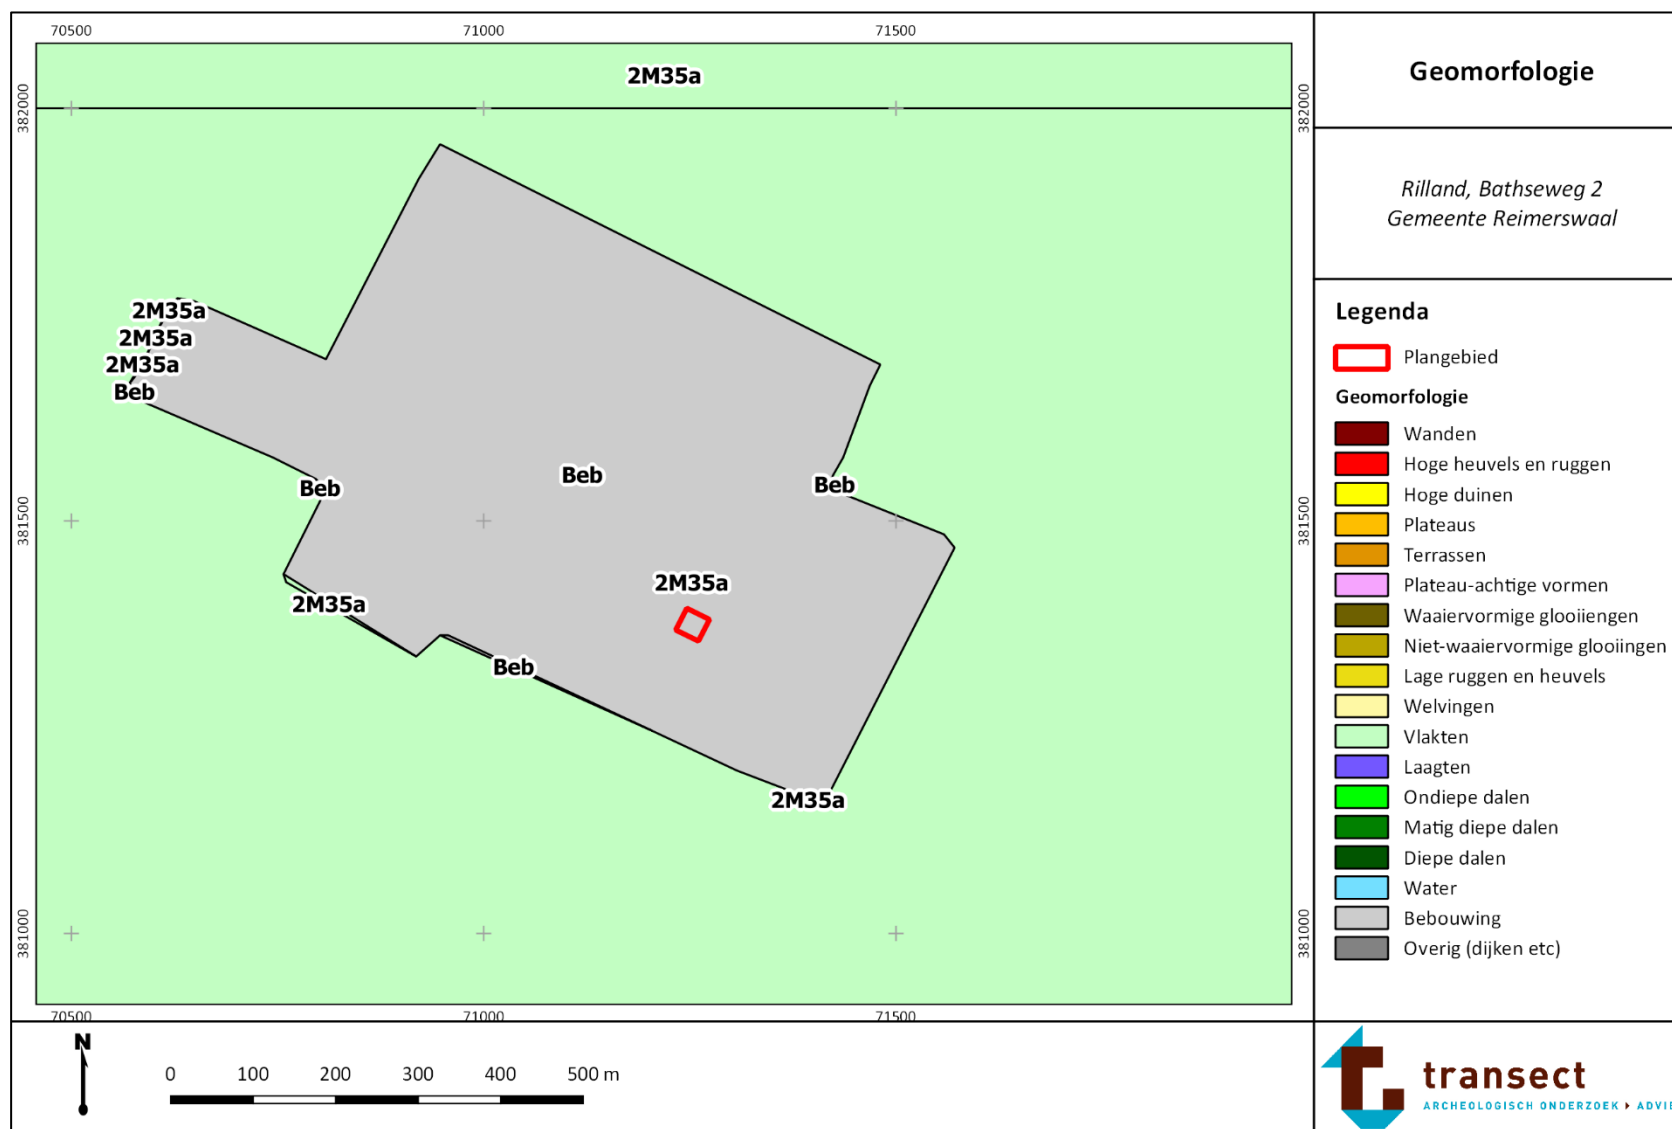 70500
71000
71500
2M35a
382000
382000
2M35a
2M35a
2M35a
Beb
Beb
Beb
Beb
381500
381500
2M35a
2M35a
Beb
2M35a
381000
381000
70500
71000
71500
N
0 100 200 300 400 500 m
Geomorfologie
Rilland, Bathseweg 2
Gemeente Reimerswaal
Legenda
Plangebied
Geomorfologie
Wanden
Hoge heuvels en ruggen
Hoge duinen
Plateaus
Terrassen
Plateau-achtige vormen
Waaiervormige glooiiengen
Niet-waaiervormige glooiingen
Lage ruggen en heuvels
Welvingen
Vlakten
Laagten
Ondiepe dalen
Matig diepe dalen
Diepe dalen
Water
Bebouwing
Overig (dijken etc)
transect
ARCHEOLOGISCH ONDERZOEK ▸ ADVIE